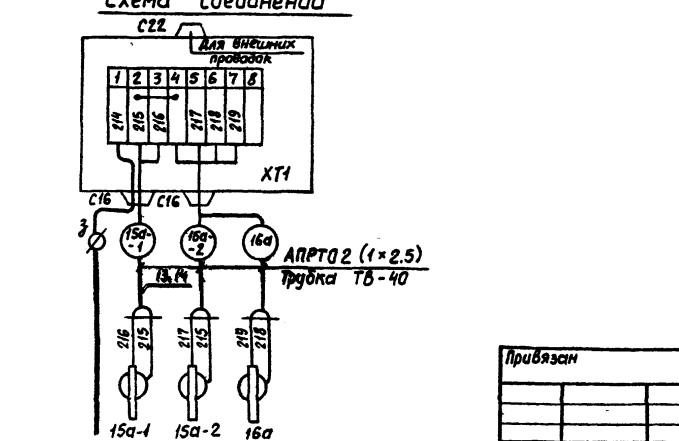 Схема соединений
С22
Для внешних
проводок
1 2 3 4 5 6 7 8
214 215 216 217 218 219
ХТ1
С16 С16
3
15а-
-1
16а-
-2
16а
АПРТО 2 (1×2.5)
Трубка ТВ-40
13,14
216 215 217 215 219 218
15а-1 15а-2 16а
Привязан